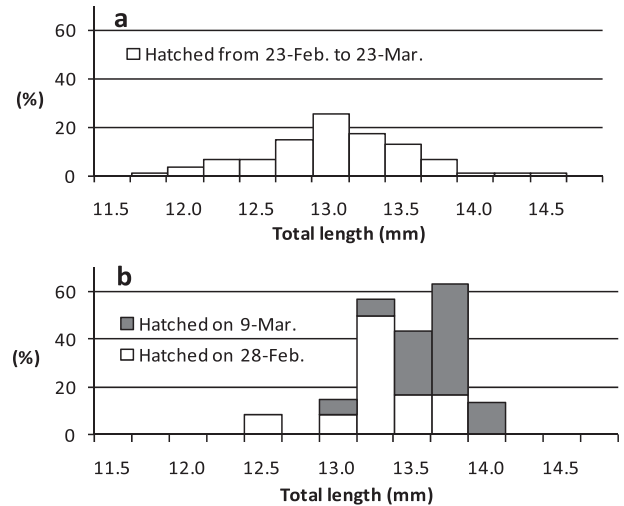 a
60
Hatched from 23-Feb. to 23-Mar.
40
(%)
20
0
11.5 12.0 12.5 13.0 13.5 14.0 14.5
Total length (mm)
b
60
Hatched on 9-Mar.
40
Hatched on 28-Feb.
(%)
20
0
11.5 12.0 12.5 13.0 13.5 14.0 14.5
Total length (mm)